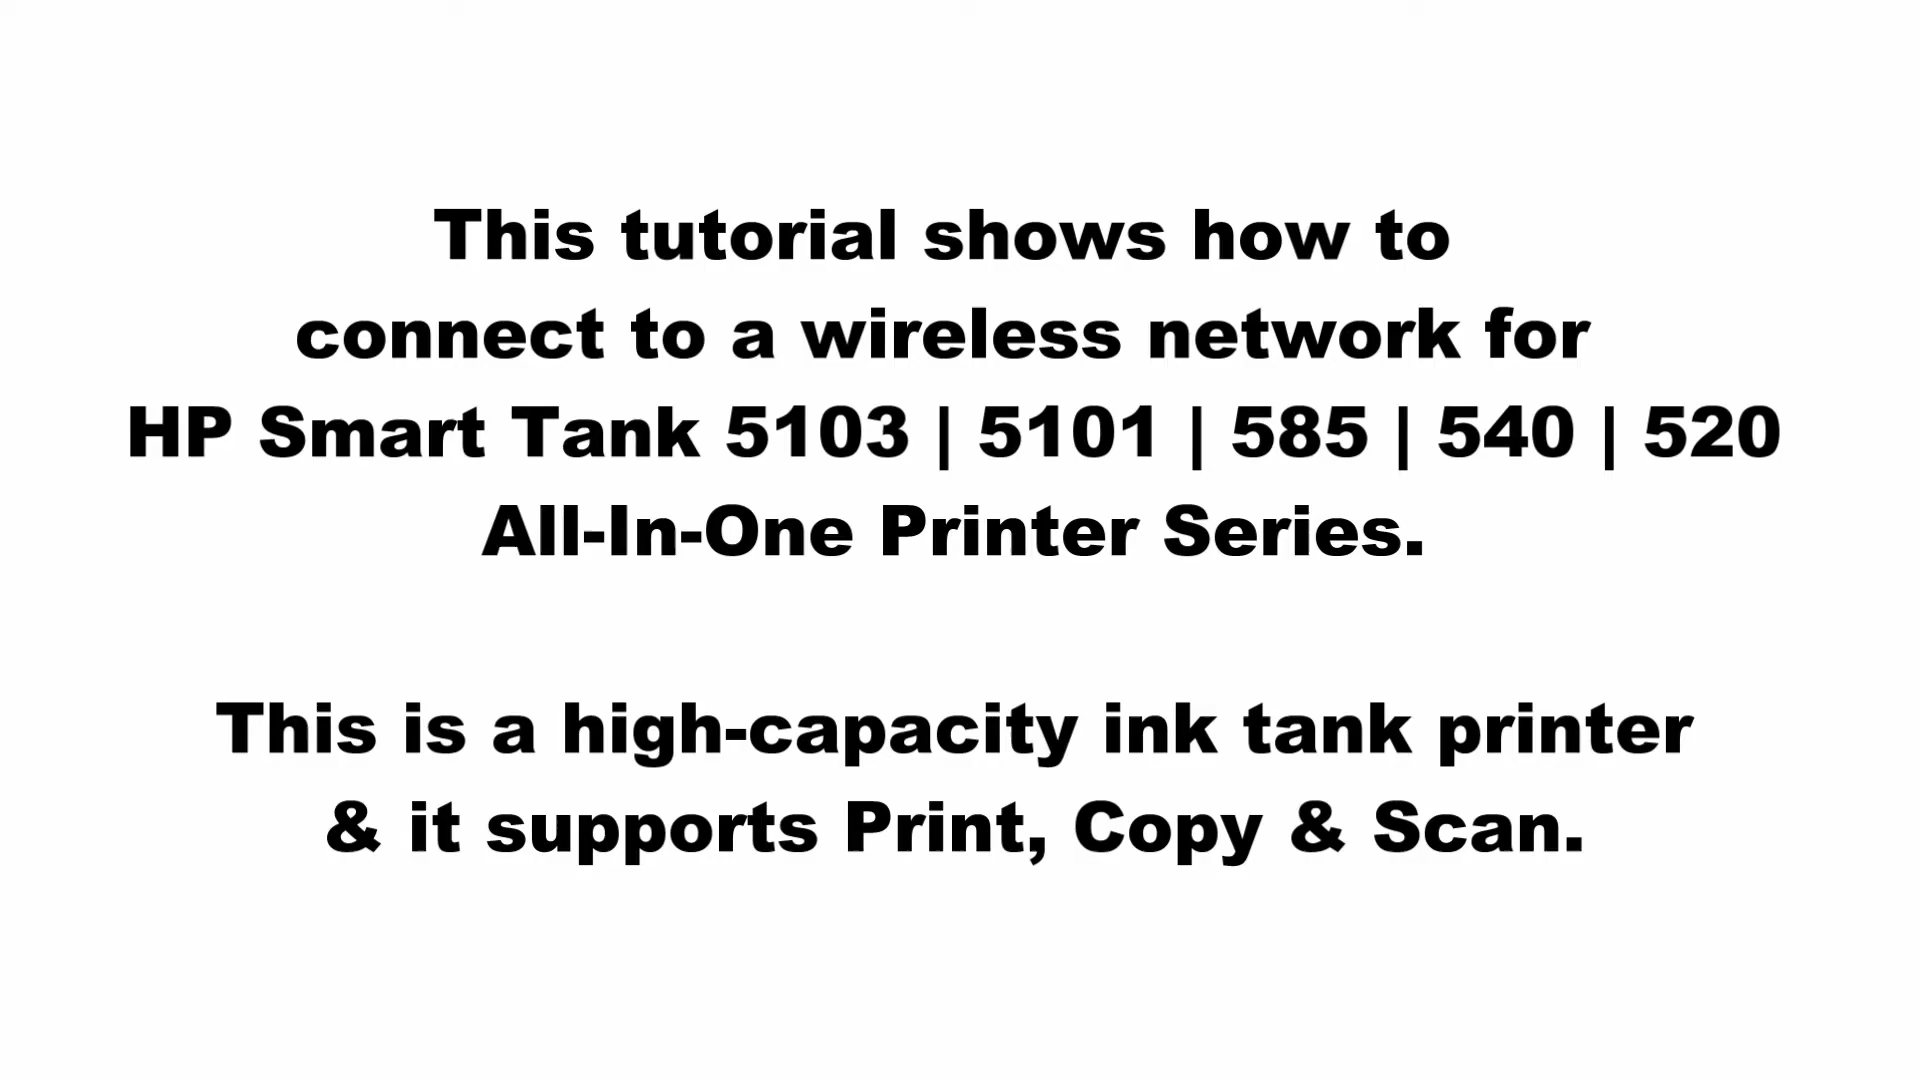 This tutorial shows how to
connect to a wireless network for
HP Smart Tank 5103 | 5101 | 585 | 540 | 520
All-In-One Printer Series.
This is a high-capacity ink tank printer
& it supports Print, Copy & Scan.